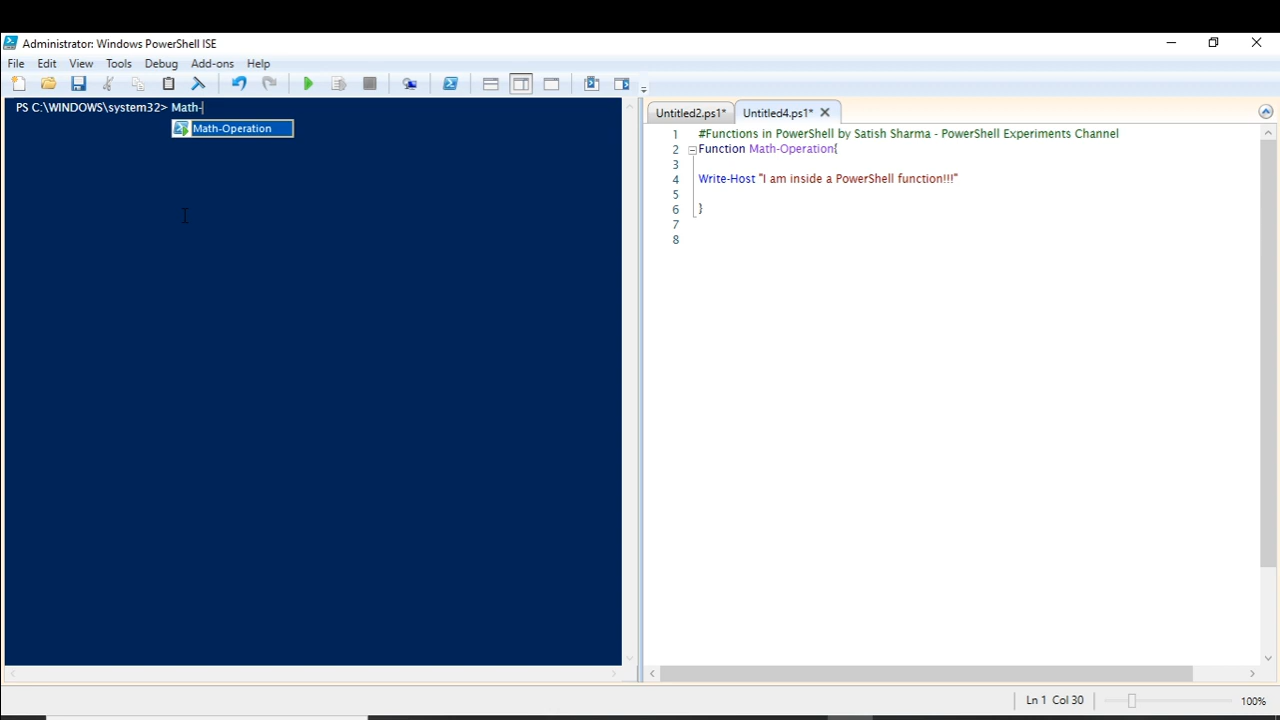 Administrator: Windows PowerShell ISE
File Edit View Tools Debug Add-ons Help
PS C:\WINDOWS\system32> Math-
Math-Operation
Untitled2.ps1* Untitled4.ps1*
1 #Functions in PowerShell by Satish Sharma - PowerShell Experiments Channel
2 Function Math-Operation{
3
4 Write-Host "I am inside a PowerShell function!!!"
5
6 }
7
8
Ln 1 Col 30 100%